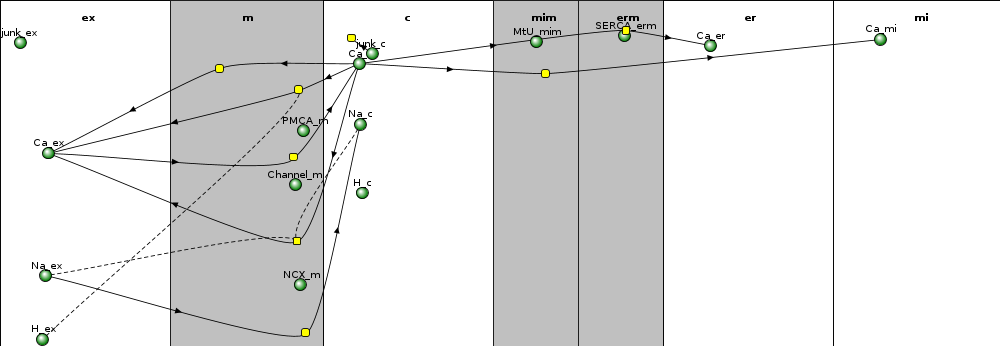 ex m c mim erm er mi
junk_ex
junk_c
Ca_
MtU_mim
SERCA_erm
Ca_er
Ca_mi
PMCA_m
Na_c
Ca_ex
Channel_m
H_c
Na_ex
NCX_m
H_ex